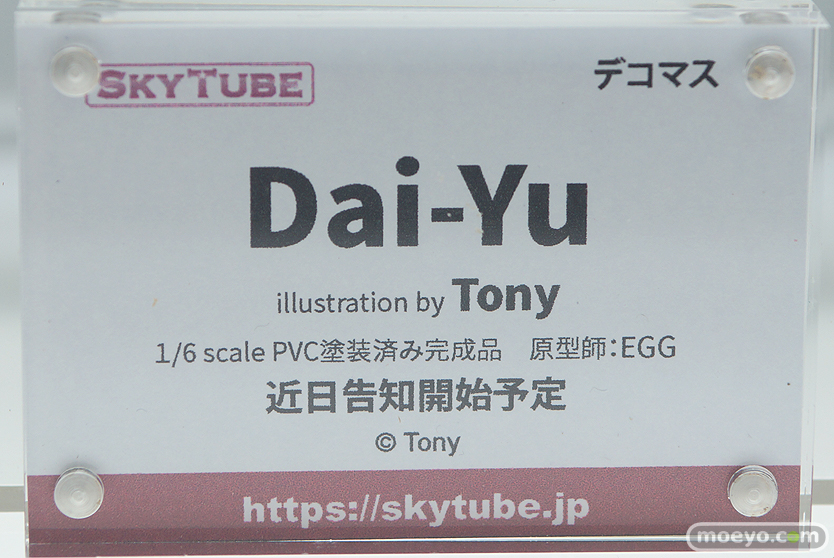 SKYTUBE
デコマス
Dai-Yu
illustration by Tony
1/6 scale PVC塗装済み完成品　原型師：EGG
近日告知開始予定
© Tony
https://skytube.jp
moeyo.com